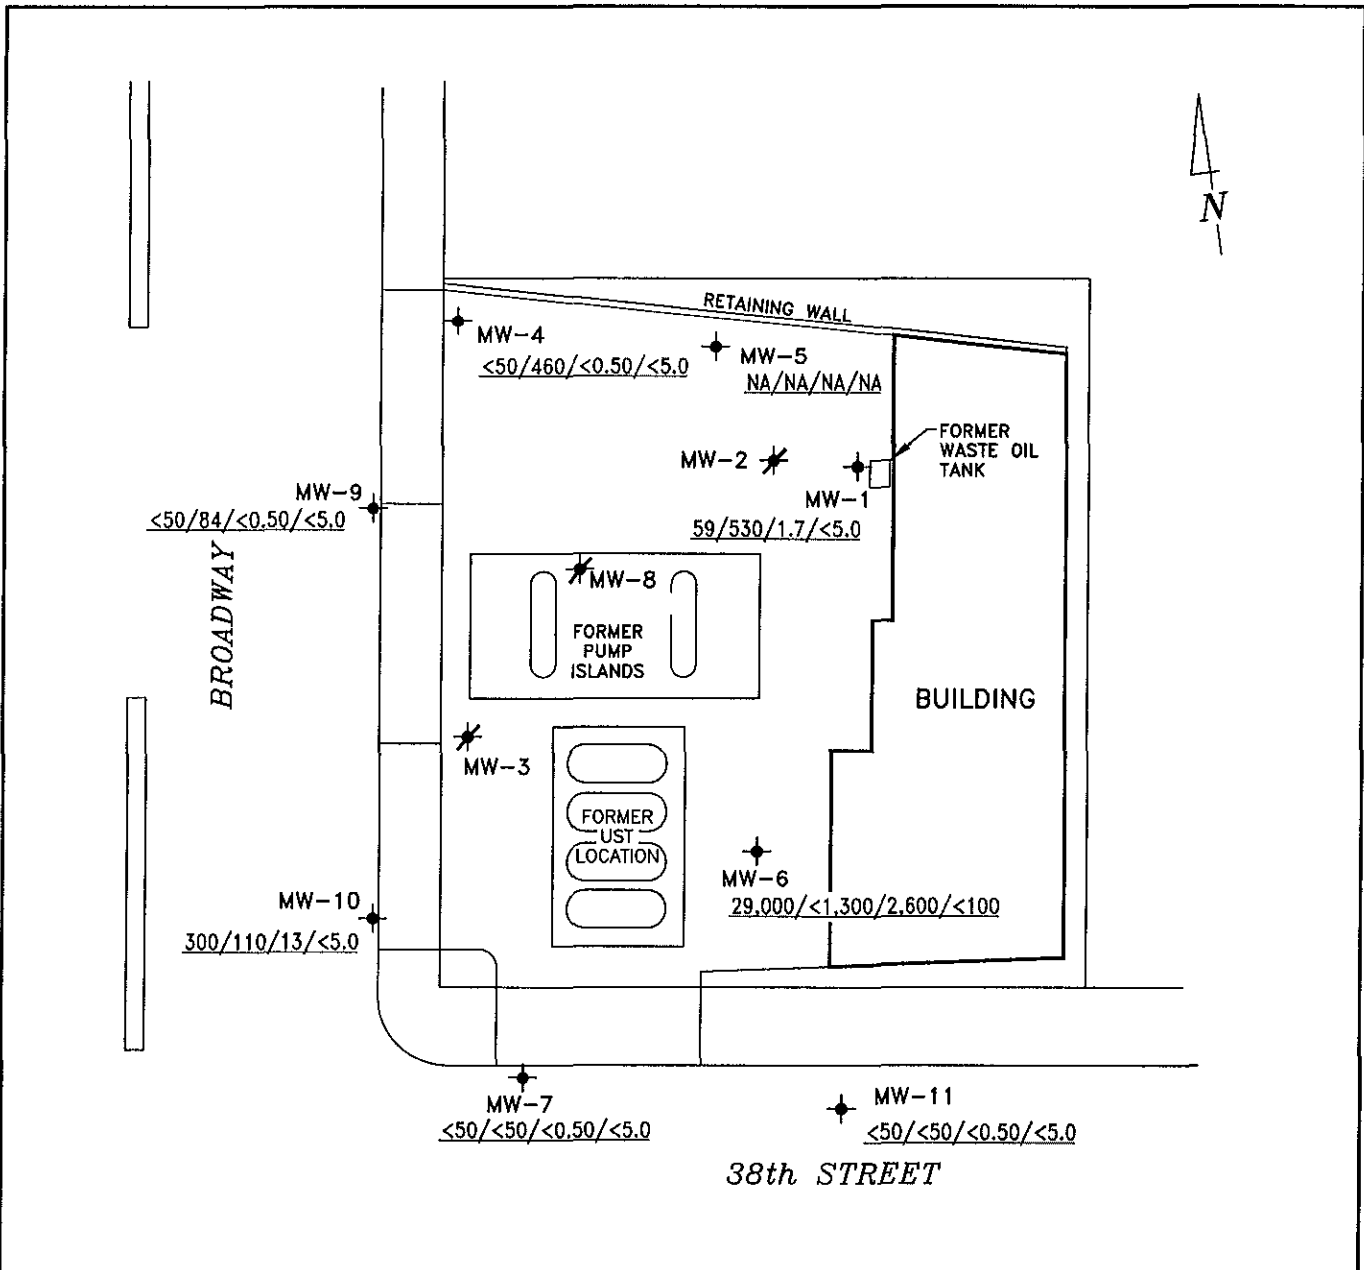 N
RETAINING WALL
MW-4
<50/460/<0.50/<5.0
MW-5
NA/NA/NA/NA
FORMER
WASTE OIL
TANK
MW-2
MW-1
59/530/1.7/<5.0
MW-9
<50/84/<0.50/<5.0
BROADWAY
MW-8
FORMER
PUMP
ISLANDS
BUILDING
MW-3
FORMER
UST
LOCATION
MW-6
29,000/<1,300/2,600/<100
MW-10
300/110/13/<5.0
MW-7
<50/<50/<0.50/<5.0
MW-11
<50/<50/<0.50/<5.0
38th STREET